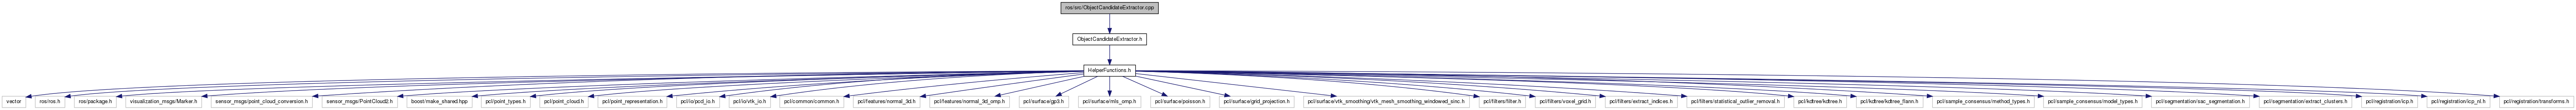 ros/src/ObjectCandidateExtractor.cpp
ObjectCandidateExtractor.h
HelperFunctions.h
vector
ros/ros.h
ros/package.h
visualization_msgs/Marker.h
sensor_msgs/point_cloud_conversion.h
sensor_msgs/PointCloud2.h
boost/make_shared.hpp
pcl/point_types.h
pcl/point_cloud.h
pcl/point_representation.h
pcl/io/pcd_io.h
pcl/io/vtk_io.h
pcl/common/common.h
pcl/features/normal_3d.h
pcl/features/normal_3d_omp.h
pcl/surface/gp3.h
pcl/surface/mls_omp.h
pcl/surface/poisson.h
pcl/surface/grid_projection.h
pcl/surface/vtk_smoothing/vtk_mesh_smoothing_windowed_sinc.h
pcl/filters/filter.h
pcl/filters/voxel_grid.h
pcl/filters/extract_indices.h
pcl/filters/statistical_outlier_removal.h
pcl/kdtree/kdtree.h
pcl/kdtree/kdtree_flann.h
pcl/sample_consensus/method_types.h
pcl/sample_consensus/model_types.h
pcl/segmentation/sac_segmentation.h
pcl/segmentation/extract_clusters.h
pcl/registration/icp.h
pcl/registration/icp_nl.h
pcl/registration/transforms.h